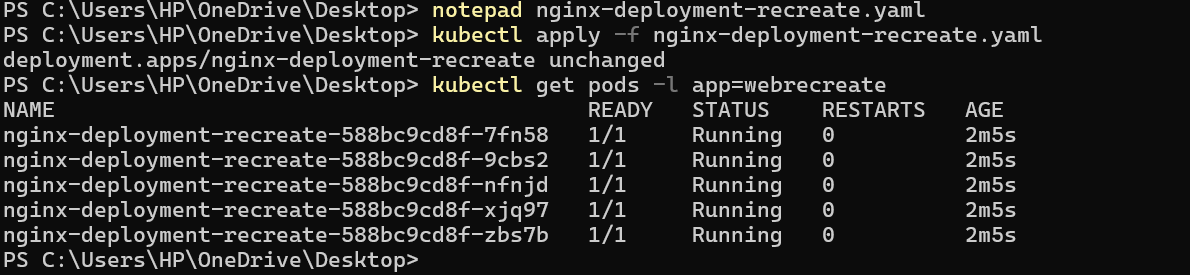 PS C:\Users\HP\OneDrive\Desktop> notepad nginx-deployment-recreate.yaml
PS C:\Users\HP\OneDrive\Desktop> kubectl apply -f nginx-deployment-recreate.yaml
deployment.apps/nginx-deployment-recreate unchanged
PS C:\Users\HP\OneDrive\Desktop> kubectl get pods -l app=webrecreate
NAME READY STATUS RESTARTS AGE
nginx-deployment-recreate-588bc9cd8f-7fn58 1/1 Running 0 2m5s
nginx-deployment-recreate-588bc9cd8f-9cbs2 1/1 Running 0 2m5s
nginx-deployment-recreate-588bc9cd8f-nfnjd 1/1 Running 0 2m5s
nginx-deployment-recreate-588bc9cd8f-xjq97 1/1 Running 0 2m5s
nginx-deployment-recreate-588bc9cd8f-zbs7b 1/1 Running 0 2m5s
PS C:\Users\HP\OneDrive\Desktop>